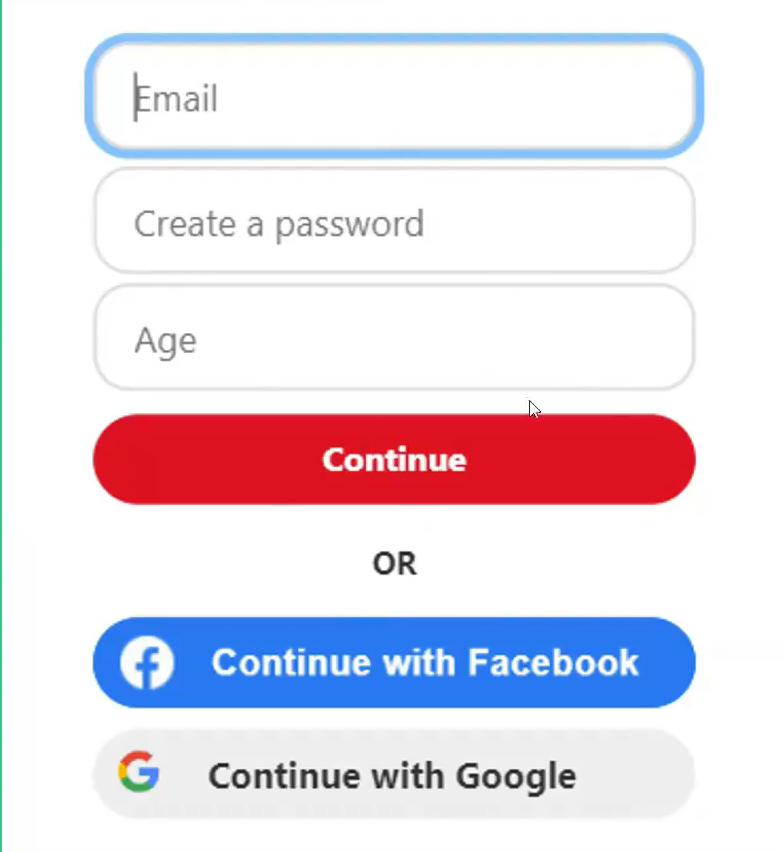 Email
Create a password
Age
Continue
OR
Continue with Facebook
Continue with Google